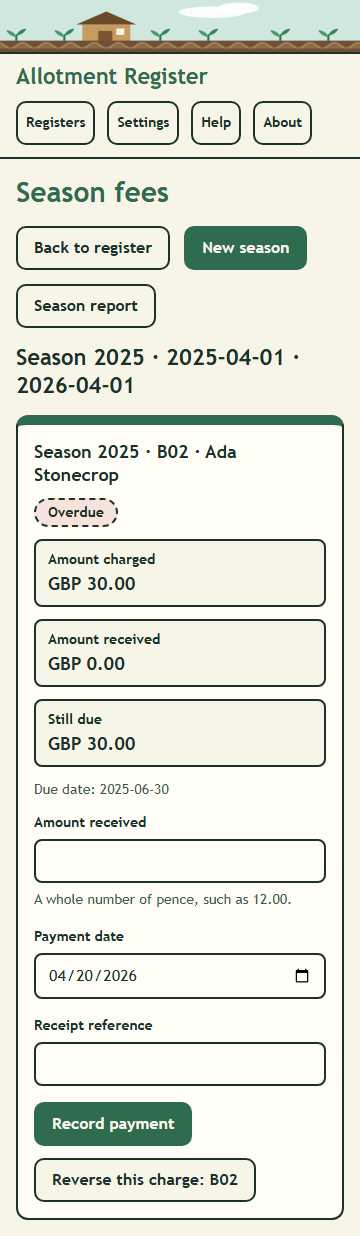 Allotment Register
Registers
Settings
Help
About
Season fees
Back to register
New season
Season report
Season 2025 · 2025-04-01 ·
2026-04-01
Season 2025 · B02 · Ada
Stonecrop
Overdue
Amount charged
GBP 30.00
Amount received
GBP 0.00
Still due
GBP 30.00
Due date: 2025-06-30
Amount received
A whole number of pence, such as 12.00.
Payment date
04/20/2026
Receipt reference
Record payment
Reverse this charge: B02